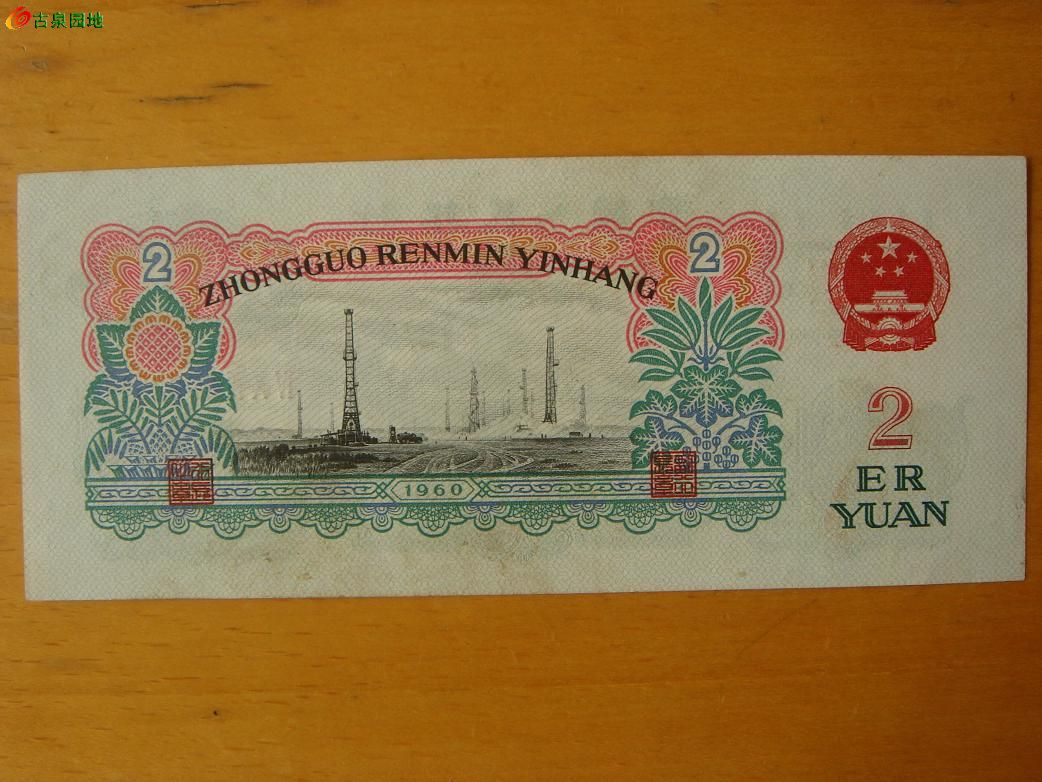 古泉园地
ZHONGGUO RENMIN YINHANG
2
2
1960
2
ER
YUAN